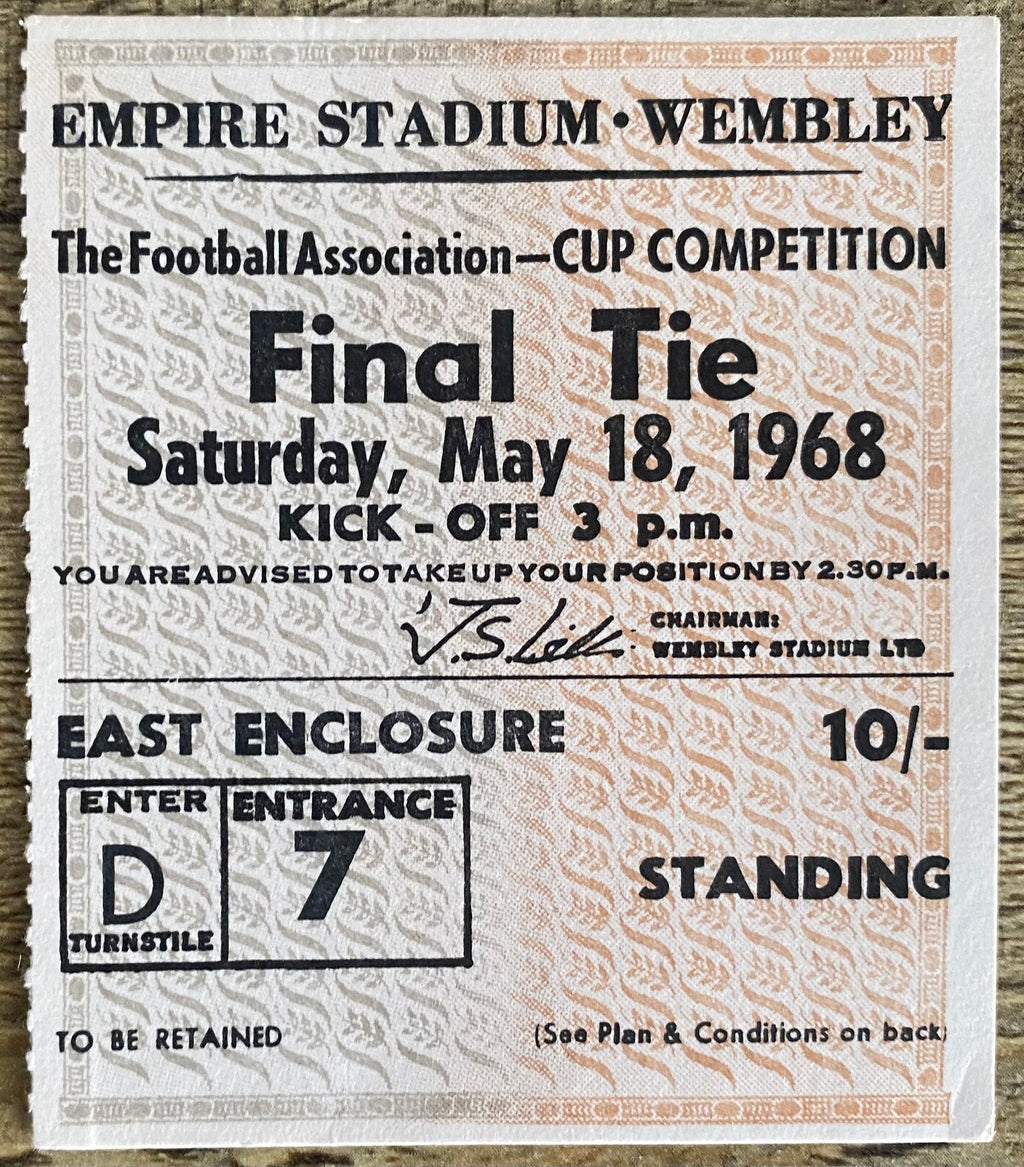 EMPIRE STADIUM • WEMBLEY
The Football Association—CUP COMPETITION
Final Tie
Saturday, May 18, 1968
KICK - OFF 3 p.m.
YOU ARE ADVISED TO TAKE UP YOUR POSITION BY 2.30 P.M.
CHAIRMAN:
WEMBLEY STADIUM LTD
EAST ENCLOSURE 10/-
ENTER ENTRANCE
D 7
STANDING
TURNSTILE
TO BE RETAINED (See Plan & Conditions on back)